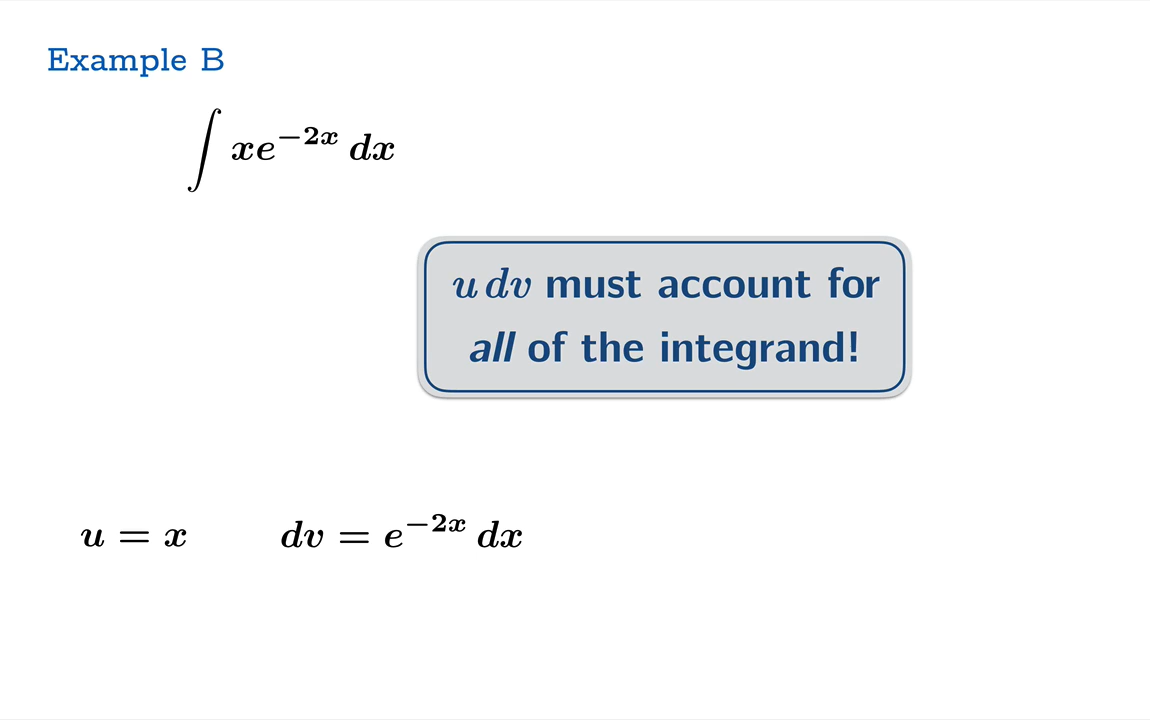 Example B
∫ xe^{-2x} dx
u dv must account for
all of the integrand!
u = x    dv = e^{-2x} dx